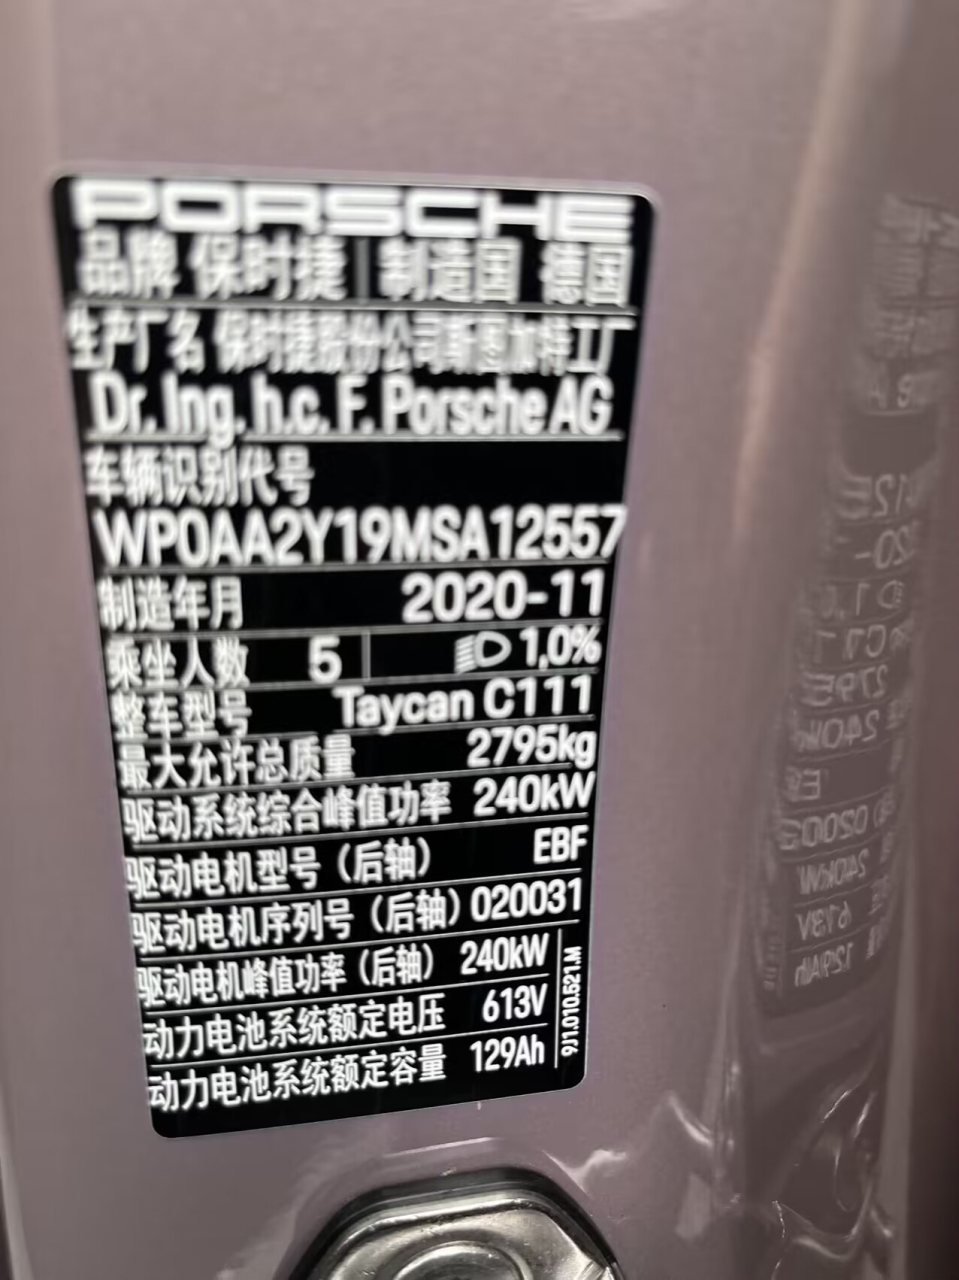 PORSCHE
品牌 保时捷 制造国 德国
生产厂名 保时捷股份公司斯图加特工厂
Dr. Ing. h.c. F. Porsche AG
车辆识别代号
WP0AA2Y19MSA12557
制造年月 2020-11
乘坐人数 5 1,0%
整车型号 Taycan C111
最大允许总质量 2795kg
驱动系统综合峰值功率 240kW
驱动电机型号（后轴） EBF
驱动电机序列号（后轴） 020031
驱动电机峰值功率（后轴） 240kW
动力电池系统额定电压 613V
动力电池系统额定容量 129Ah
9J1.010.521.M